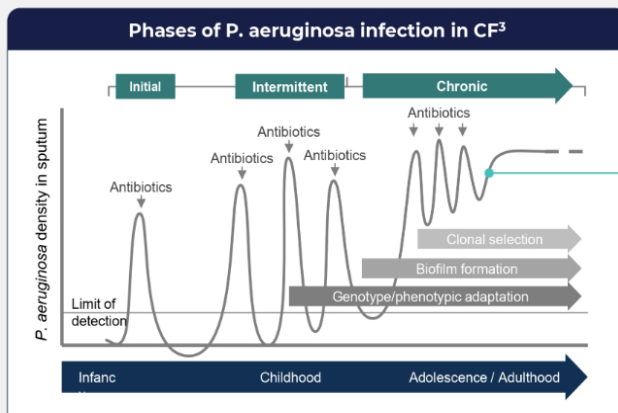 Phases of P. aeruginosa infection in CF³
Initial
Intermittent
Chronic
Antibiotics
Antibiotics
Antibiotics
Antibiotics
Antibiotics
P. aeruginosa density in sputum
Clonal selection
Biofilm formation
Genotype/phenotypic adaptation
Limit of
detection
Infanc
Childhood
Adolescence / Adulthood